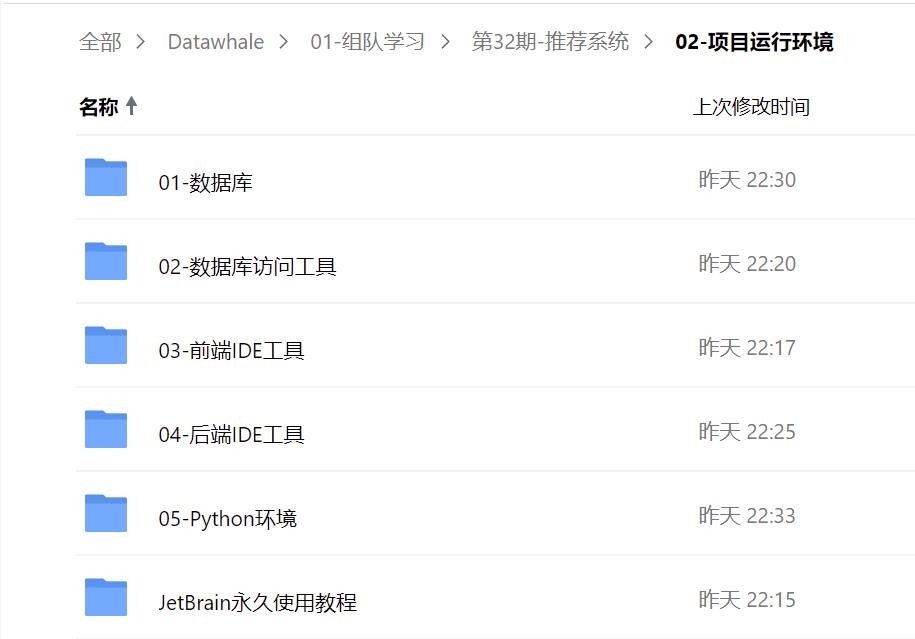 全部 > Datawhale > 01-组队学习 > 第32期-推荐系统 > 02-项目运行环境
名称 ↑ 上次修改时间
01-数据库 昨天 22:30
02-数据库访问工具 昨天 22:20
03-前端IDE工具 昨天 22:17
04-后端IDE工具 昨天 22:25
05-Python环境 昨天 22:33
JetBrain永久使用教程 昨天 22:15